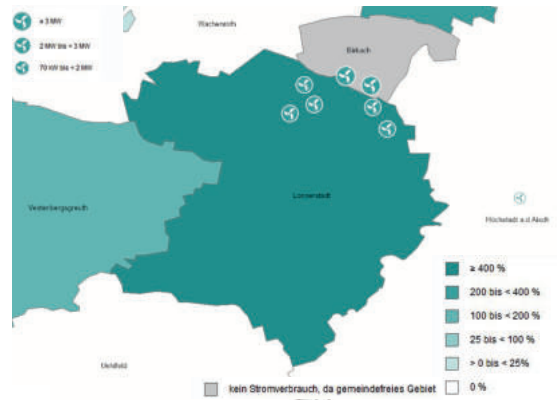 ≥ 3 MW
2 MW bis < 3 MW
70 kW bis < 2 MW
Wachenroth
Birkach
Vestenbergsgreuth
Lonnerstadt
Höchstadt a.d.Aisch
Uehlfeld
≥ 400 %
200 bis < 400 %
100 bis < 200 %
25 bis < 100 %
> 0 bis < 25%
0 %
kein Stromverbrauch, da gemeindefreies Gebiet